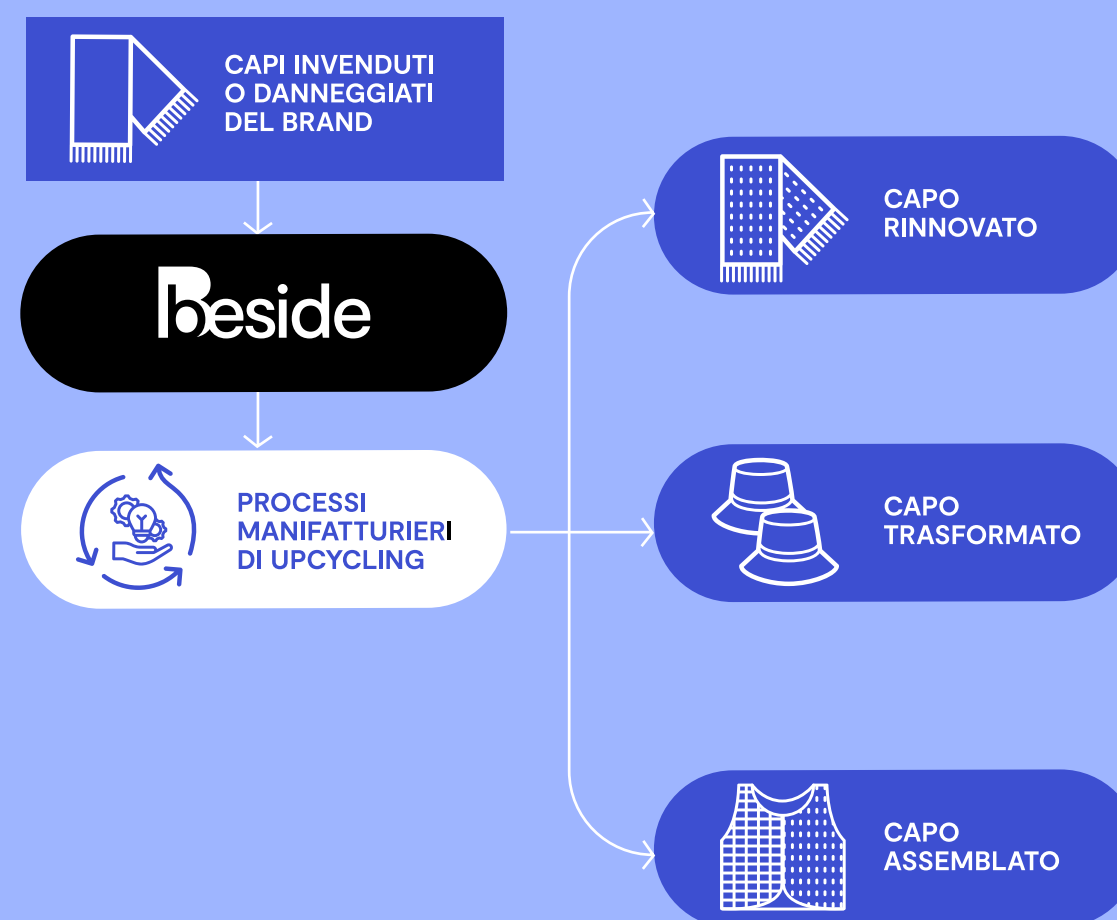 CAPI INVENDUTI
O DANNEGGIATI
DEL BRAND
Beside
PROCESSI
MANIFATTURIERI
DI UPCYCLING
CAPO
RINNOVATO
CAPO
TRASFORMATO
CAPO
ASSEMBLATO